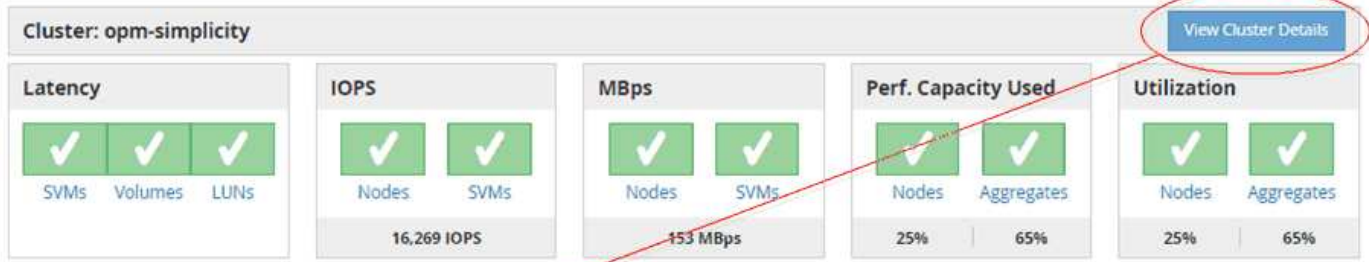 Cluster: opm-simplicity
View Cluster Details
Latency
SVMs Volumes LUNs
IOPS
Nodes SVMs
16,269 IOPS
MBps
Nodes SVMs
153 MBps
Perf. Capacity Used
Nodes Aggregates
25% 65%
Utilization
Nodes Aggregates
25% 65%